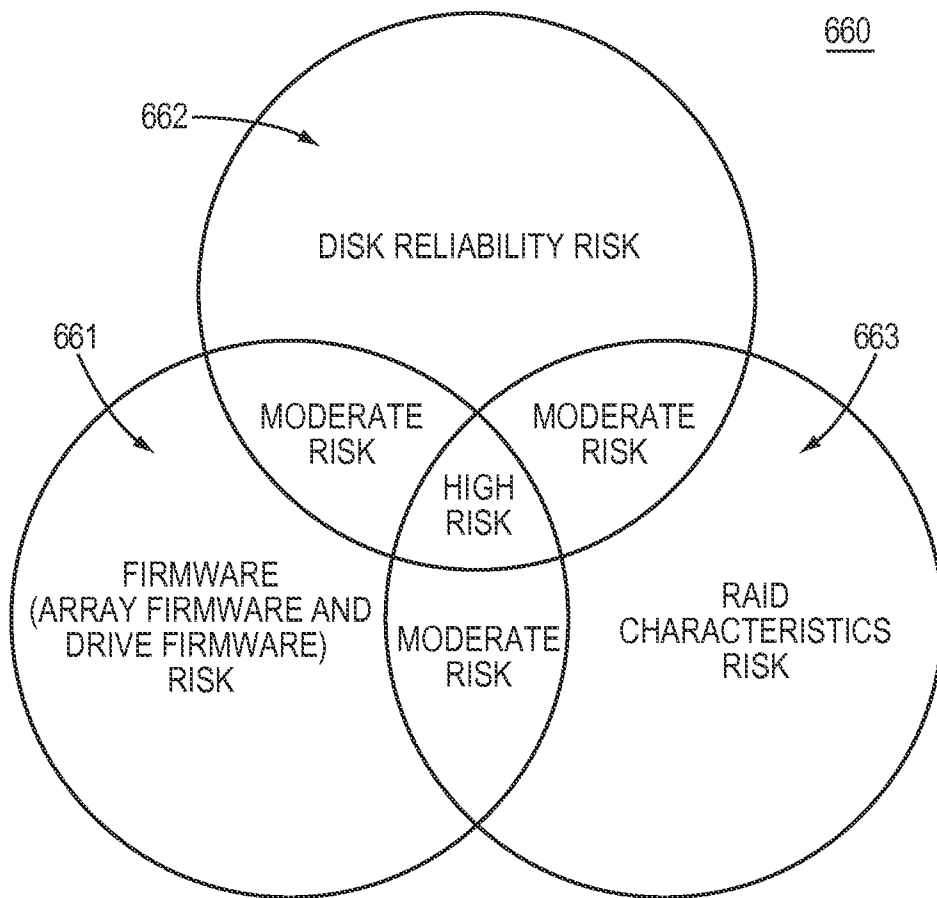 660
662
DISK RELIABILITY RISK
661
663
MODERATE
RISK
MODERATE
RISK
HIGH
RISK
FIRMWARE
(ARRAY FIRMWARE AND
DRIVE FIRMWARE)
RISK
MODERATE
RISK
RAID
CHARACTERISTICS
RISK